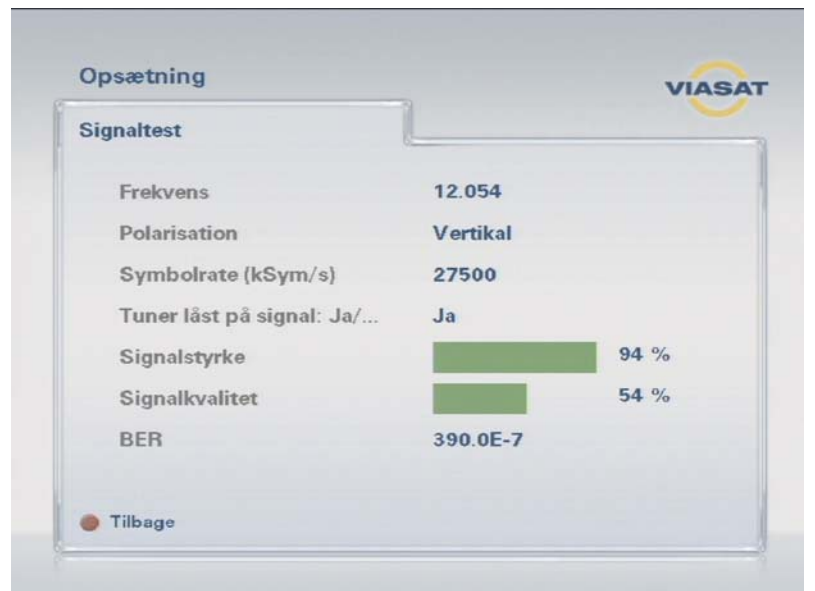 Opsætning
VIASAT
Signaltest
Frekvens 12.054
Polarisation Vertikal
Symbolrate (kSym/s) 27500
Tuner låst på signal: Ja/... Ja
Signalstyrke 94 %
Signalkvalitet 54 %
BER 390.0E-7
Tilbage